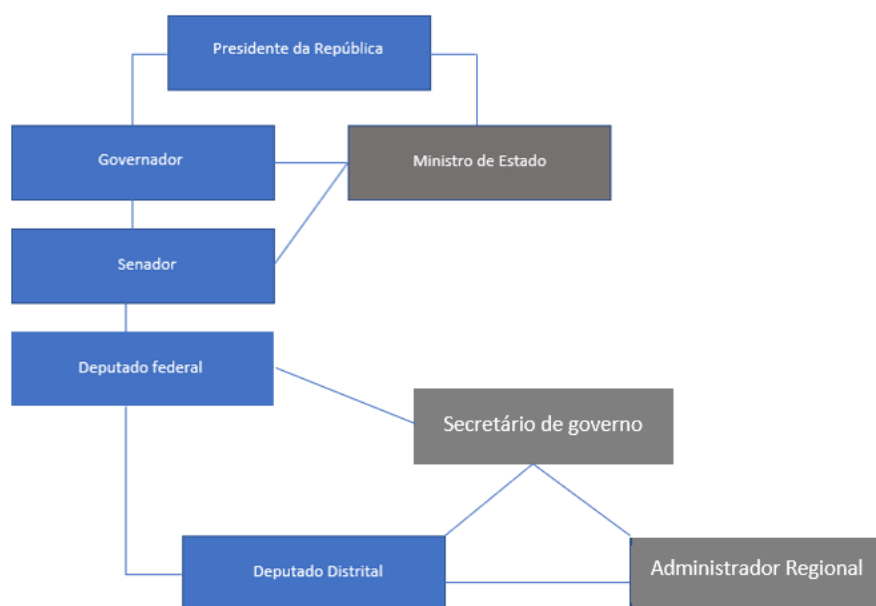 Presidente da República
Governador
Ministro de Estado
Senador
Deputado federal
Secretário de governo
Deputado Distrital
Administrador Regional